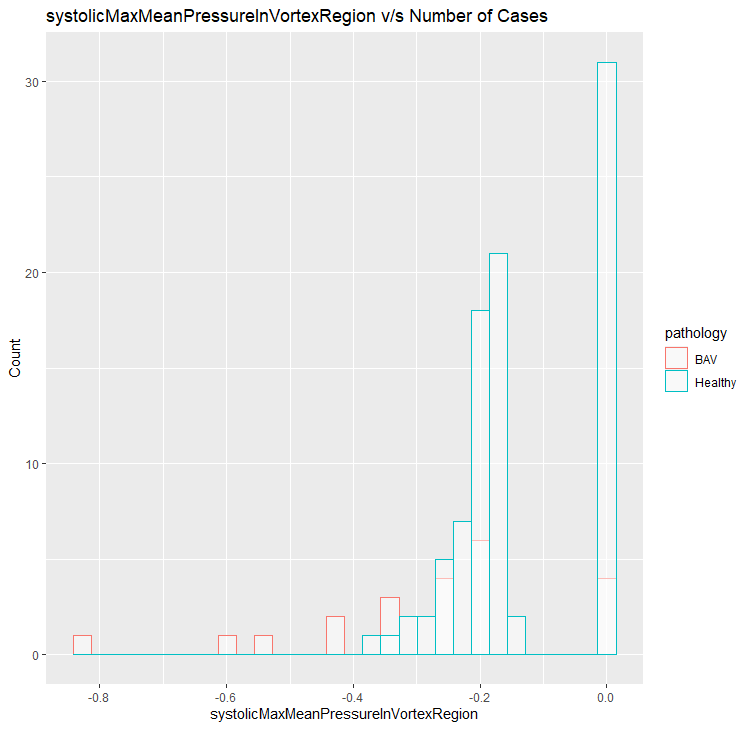 systolicMaxMeanPressureInVortexRegion v/s Number of Cases
30
20
10
0
Count
-0.8
-0.6
-0.4
-0.2
0.0
systolicMaxMeanPressureInVortexRegion
pathology
BAV
Healthy